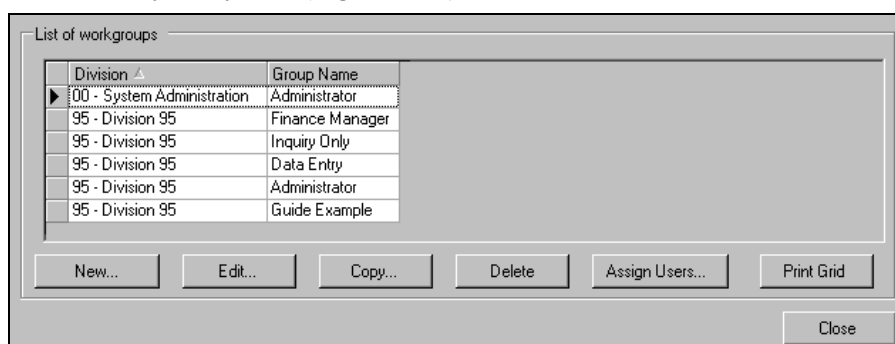 List of workgroups
Division Group Name
00 - System Administration Administrator
95 - Division 95 Finance Manager
95 - Division 95 Inquiry Only
95 - Division 95 Data Entry
95 - Division 95 Administrator
95 - Division 95 Guide Example
New... Edit... Copy... Delete Assign Users... Print Grid
Close